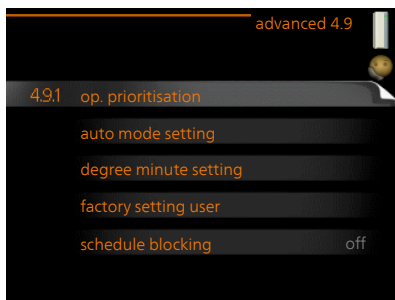 advanced 4.9
4.9.1 op. prioritisation
auto mode setting
degree minute setting
factory setting user
schedule blocking off